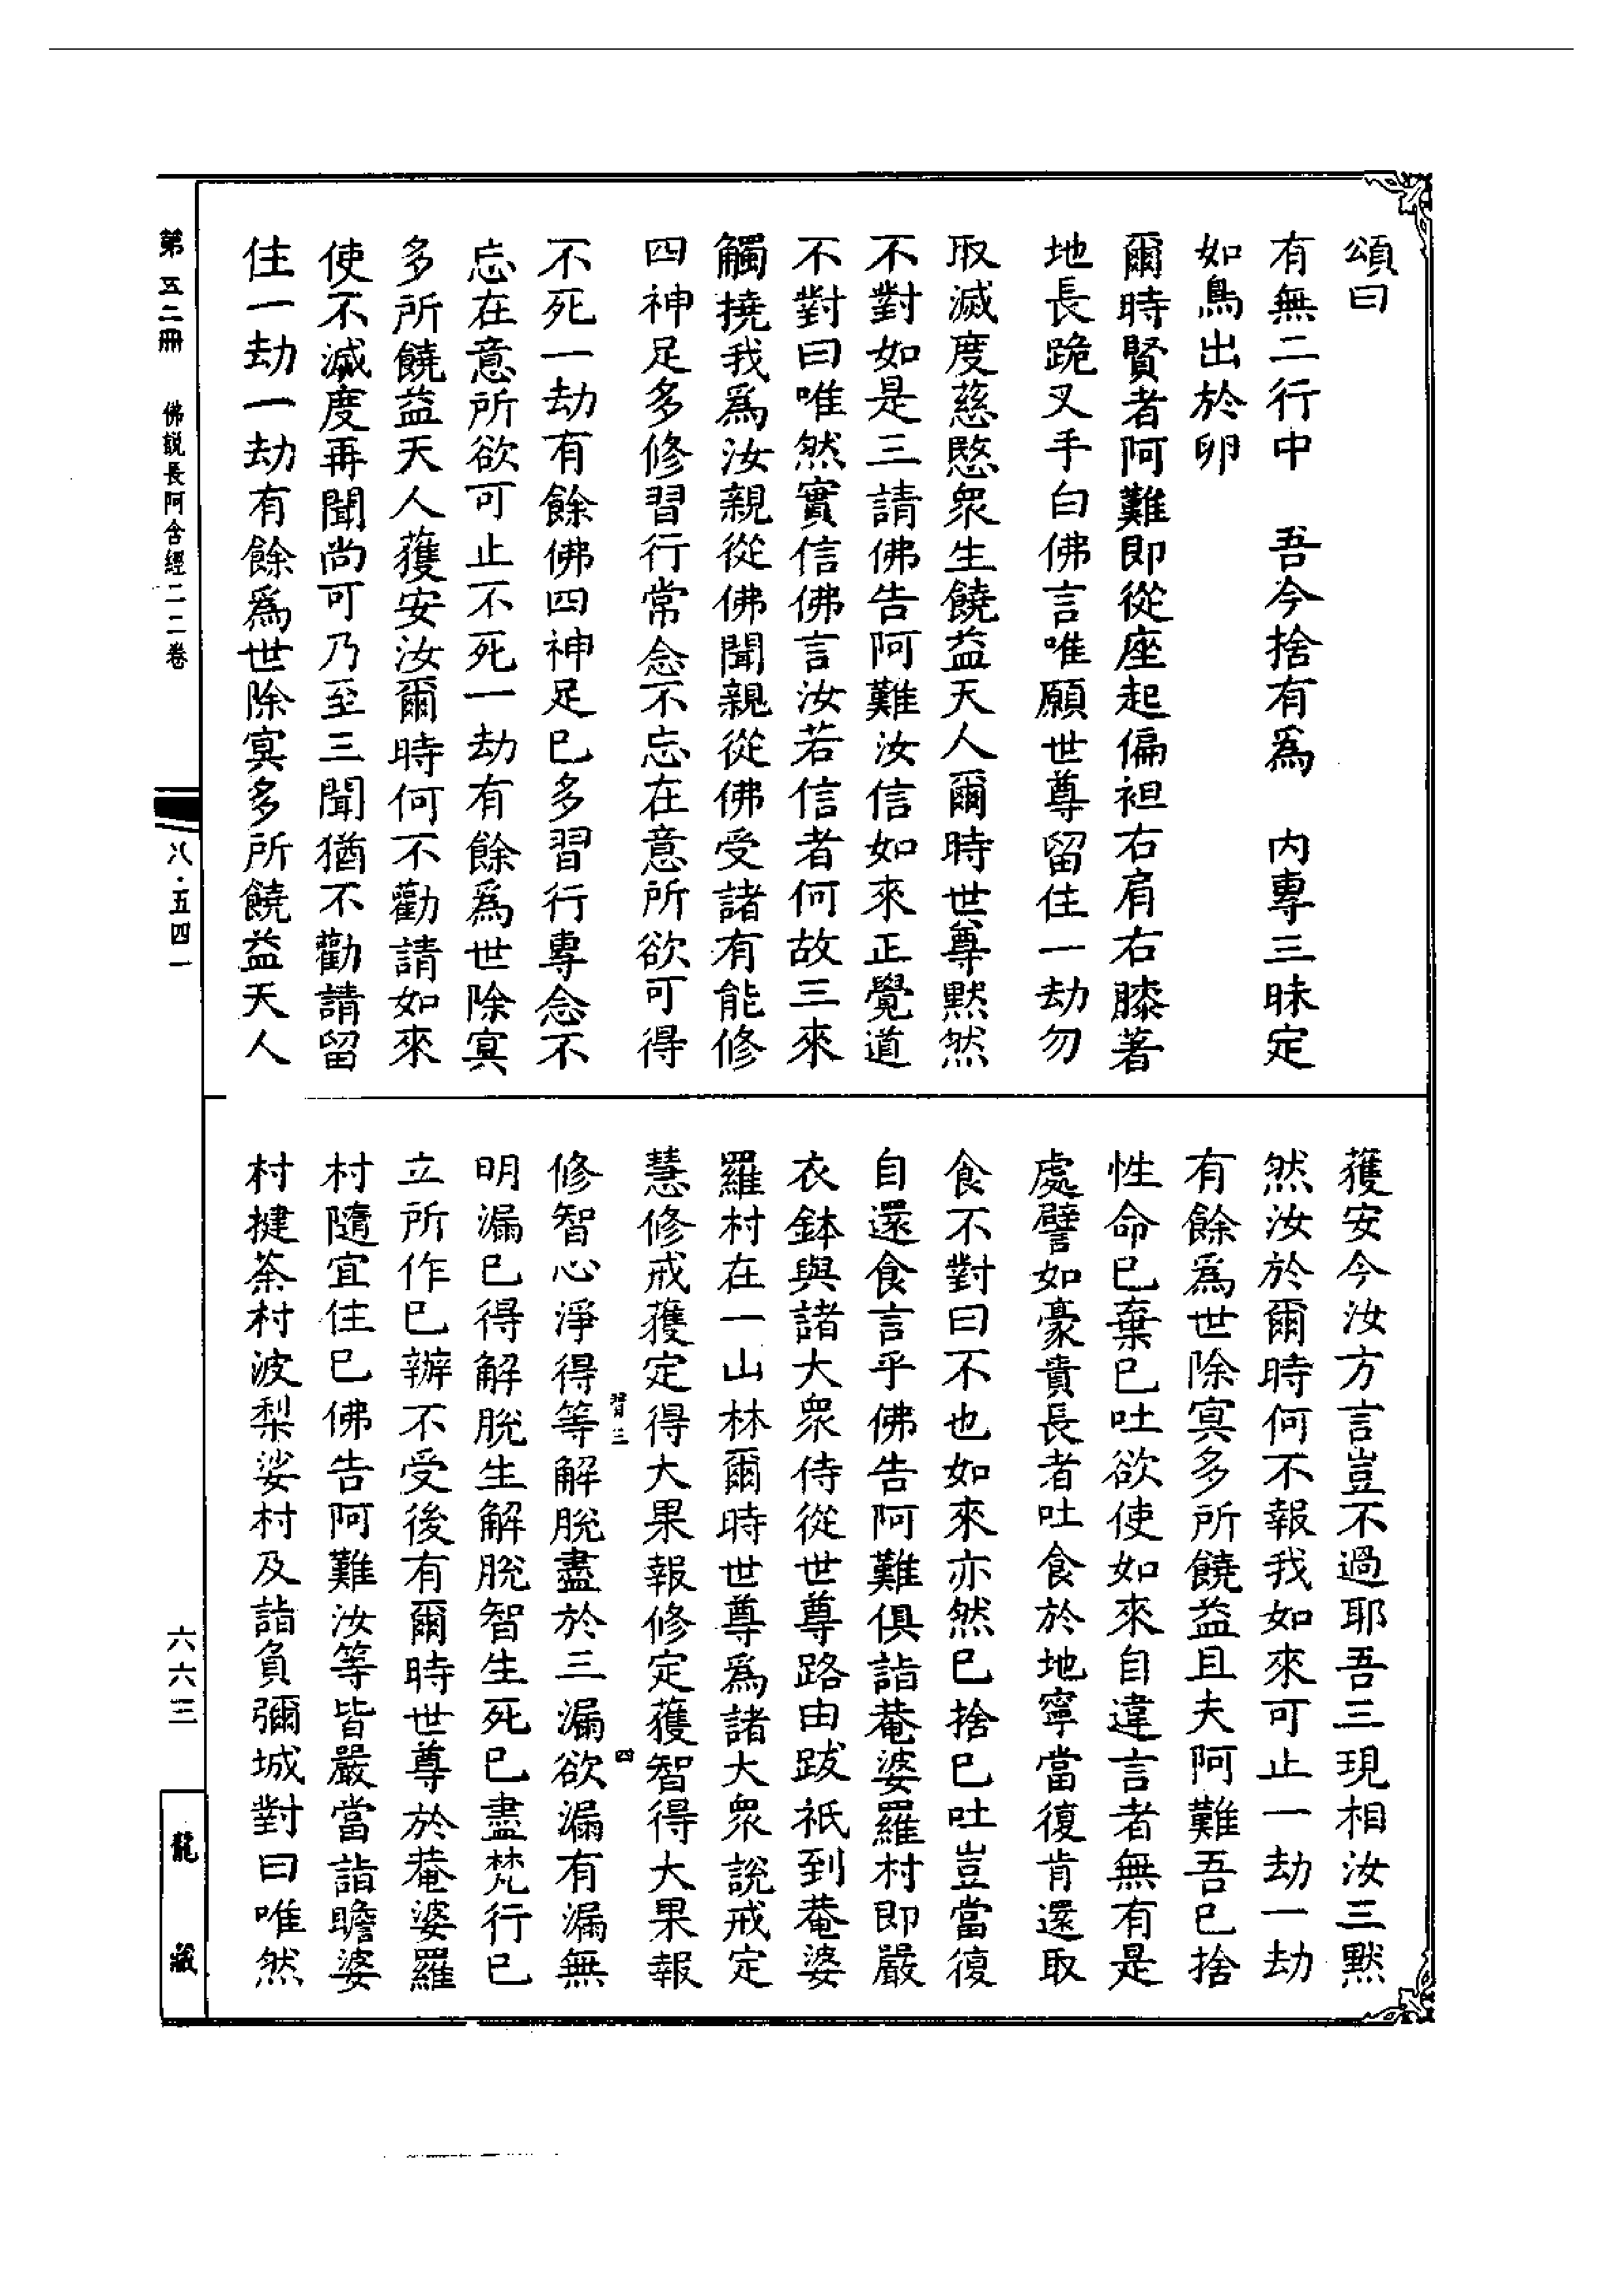 頌曰
有無二行中　吾今捨有爲　内專三昧定
如鳥出於卵
爾時賢者阿難即從座起偏袒右肩右膝著
地長跪叉手白佛言唯願世尊留住一劫勿
取滅度慈愍衆生饒益天人爾時世尊黙然
不對如是三請佛告阿難汝信如來正覺道
不對曰唯然實信佛言汝若信者何故三來
觸撓我爲汝親從佛聞親從佛受諸有能修
四神足多修習行常念不忘在意所欲可得
不死一劫有餘佛四神足已多習行專念不
忘在意所欲可止不死一劫有餘爲世除冥
多所饒益天人獲安汝爾時何不勸請如來
使不滅度再聞尚可乃至三聞猶不勸請留
住一劫一劫有餘爲世除冥多所饒益天人
獲安今汝方言豈不過耶吾三現相汝三黙
然汝於爾時何不報我如來可止一劫一劫
有餘爲世除冥多所饒益且夫阿難吾已捨
性命已棄已吐欲使如來自違言者無有是
處譬如豪貴長者吐食於地寧當復肯還取
食不對曰不也如來亦然已捨已吐豈當復
自還食言乎佛告阿難俱詣菴婆羅村即嚴
衣鉢與諸大衆侍從世尊路由跋祇到菴婆
羅村在一山林爾時世尊爲諸大衆說戒定
慧修戒獲定得大果報修定獲智得大果報
修智心淨得等解脫盡於三漏欲漏有漏無
明漏已得解脫生解脫智生死已盡梵行已
立所作已辦不受後有爾時世尊於菴婆羅
村隨宜住已佛告阿難汝等皆嚴當詣瞻婆
村揵荼村波梨娑村及詣負彌城對曰唯然
第五二冊　佛説長阿含經二二卷
八·五四一
六六三
龍藏